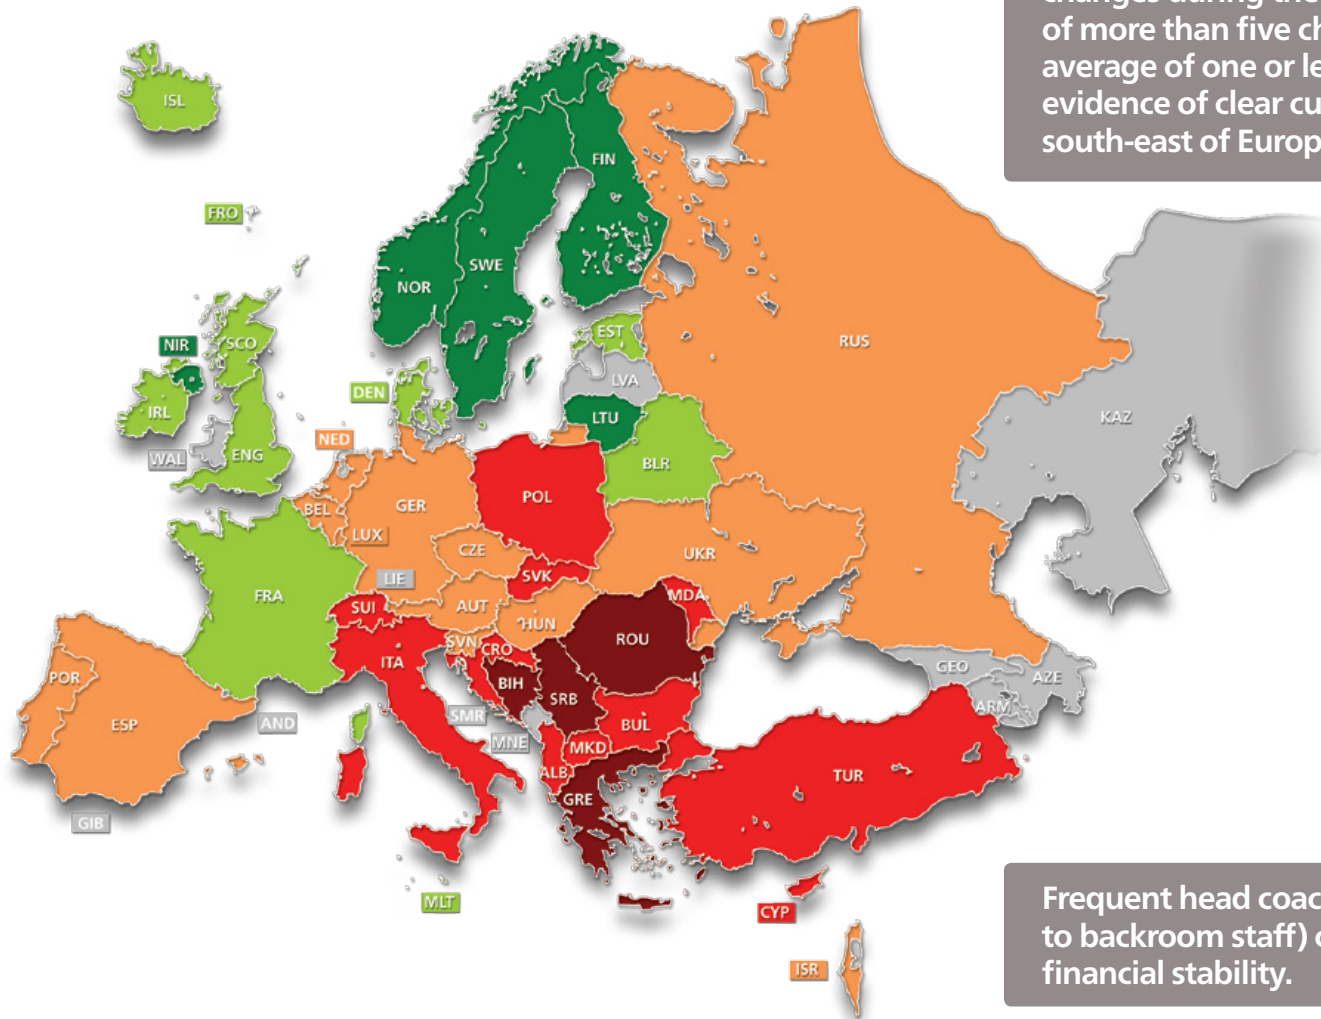 changes during the
of more than five ch
average of one or le
evidence of clear cu
south-east of Europ
ISL
FIN
FRO
SWE
NOR
EST
SCO
NIR
RUS
LVA
DEN
IRL
LTU
KAZ
NED
ENG
WAL
BLR
POL
GER
BEL
LUX
CZE
UKR
SVK
LIE
FRA
MDA
SUI
AUT
HUN
ROU
SVN
CRO
ITA
GEO
POR
AZE
BIH
SRB
ARM
SMR
ESP
AND
BUL
MNE
MKD
ALB
TUR
GRE
GIB
MLT
CYP
ISR
Frequent head coac
to backroom staff) c
financial stability.